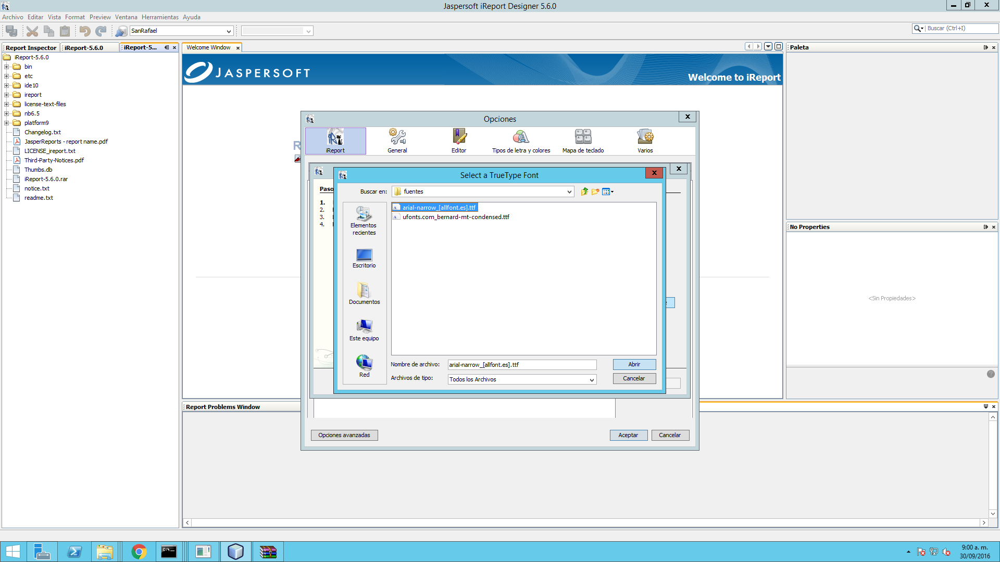 Jaspersoft iReport Designer 5.6.0
Archivo Editar Vista Format Preview Ventana Herramientas Ayuda
SanRafael
Buscar (Ctrl+I)
Report Inspector
iReport-5.6.0
iReport-5...
Welcome Window
Paleta
iReport-5.6.0
bin
etc
ide10
ireport
license-text-files
nb6.5
platform9
Changelog.txt
JasperReports - report name.pdf
LICENSE_ireport.txt
Third-Party-Notices.pdf
Thumbs.db
iReport-5.6.0.rar
notice.txt
readme.txt
JASPERSOFT
Welcome to iReport
R
Opciones
iReport
General
Editor
Tipos de letra y colores
Mapa de teclado
Varios
Paso
1.
2.
3.
4.
Select a TrueType Font
Buscar en:
fuentes
arial-narrow_[allfont.es].ttf
ufonts.com_bernard-mt-condensed.ttf
Elementos
recientes
Escritorio
Documentos
Este equipo
Red
Nombre de archivo:
arial-narrow_[allfont.es].ttf
Abrir
Archivos de tipo:
Todos los Archivos
Cancelar
Opciones avanzadas
Aceptar
Cancelar
No Properties
<Sin Propiedades>
Report Problems Window
C:\.
9:00 a. m.
30/09/2016